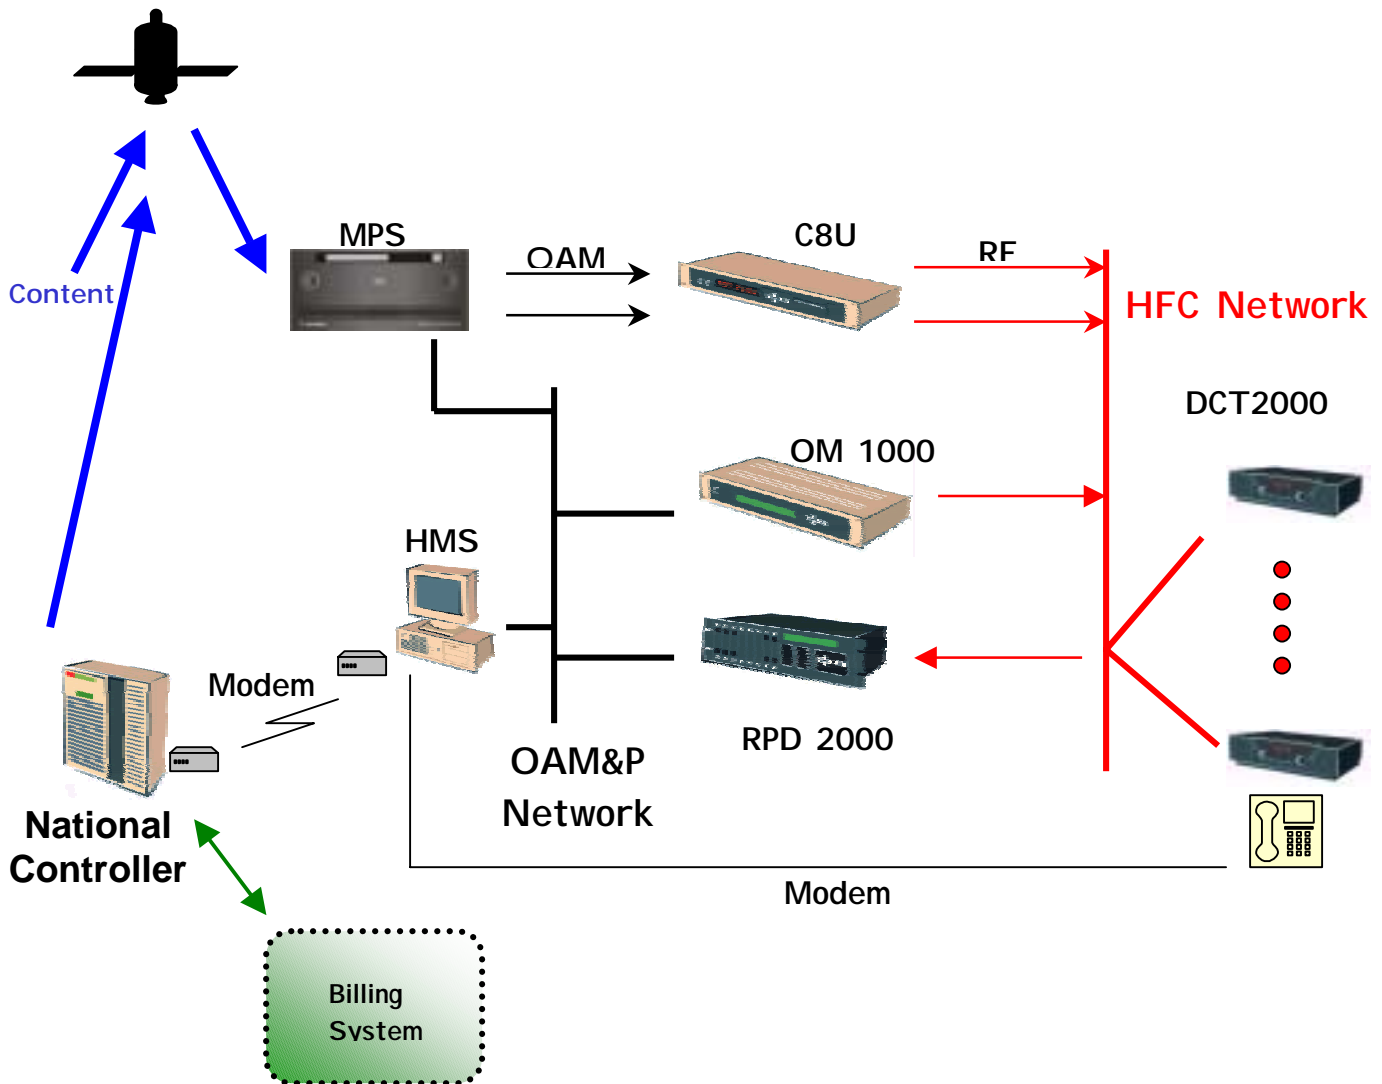 MPS
QAM
C8U
RF
HFC Network
Content
DCT2000
OM 1000
HMS
Modem
RPD 2000
OAM&P
Network
National
Controller
Modem
Billing
System